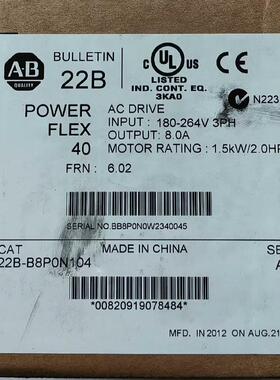 A-B
QUALITY
BULLETIN
22B
C UL US
LISTED
IND. CONT. EQ.
3KA0
N223
POWER
FLEX
40
AC DRIVE
INPUT : 180-264V 3PH
OUTPUT: 8.0A
MOTOR RATING : 1.5kW/2.0HP
FRN : 6.02
SERIAL NO.BB8P0N0W2340045
CAT
22B-B8P0N104
MADE IN CHINA
SE
A
*00820919078484*
MFD. IN 2012 ON AUG.21